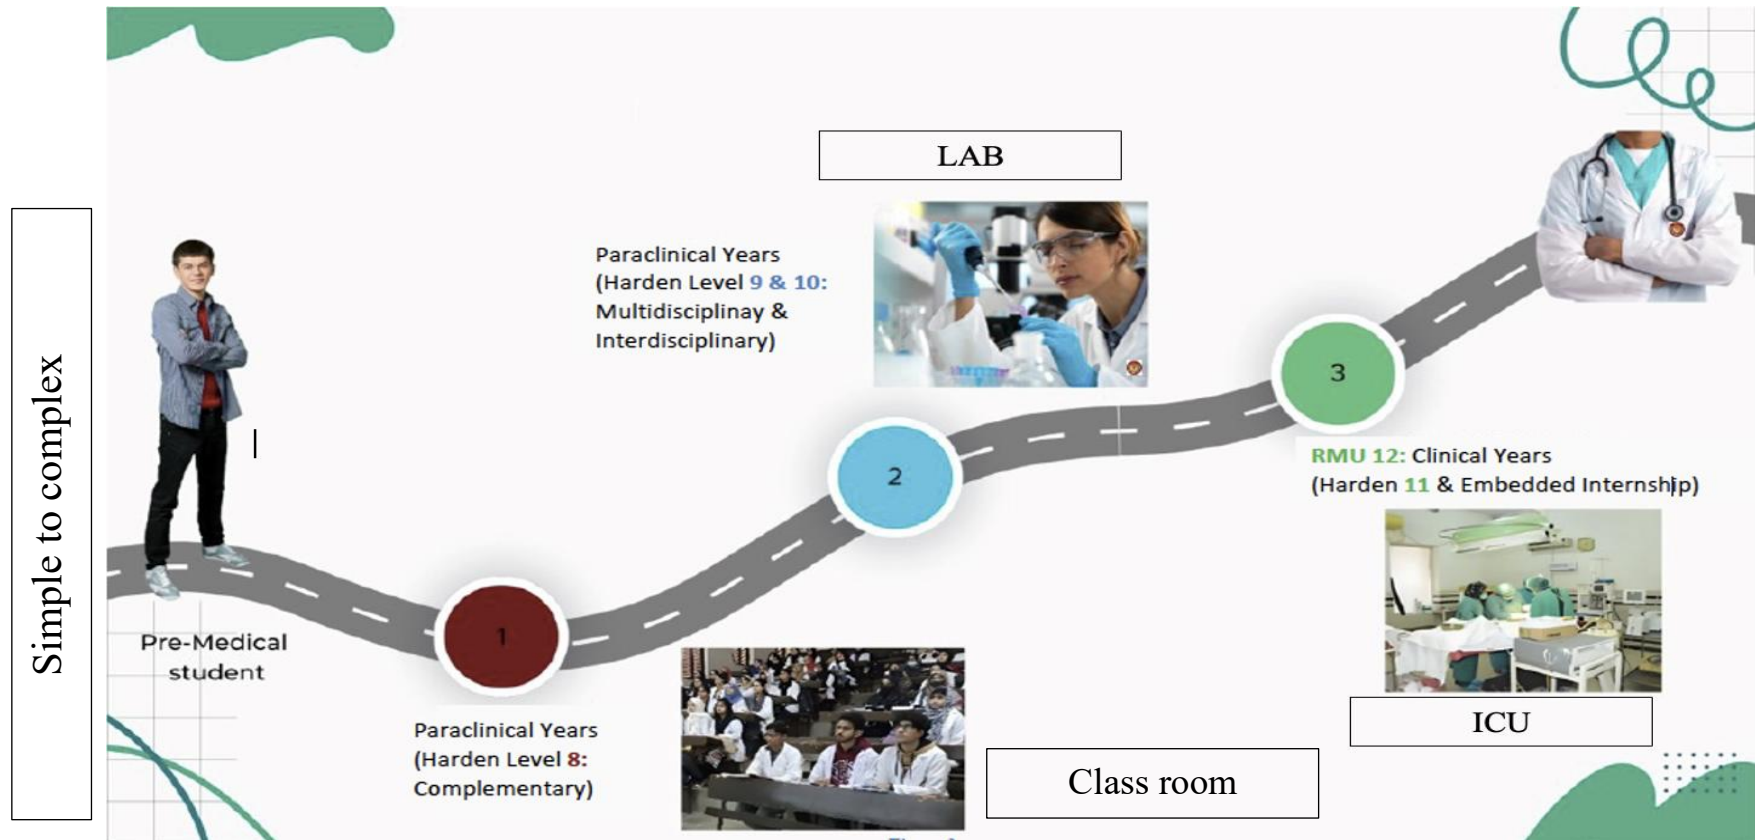 Simple to complex
Pre-Medical
student
1
Paraclinical Years
(Harden Level 8:
Complementary)
Class room
2
Paraclinical Years
(Harden Level 9 & 10:
Multidisciplinay &
Interdisciplinary)
LAB
3
RMU 12: Clinical Years
(Harden 11 & Embedded Internship)
ICU